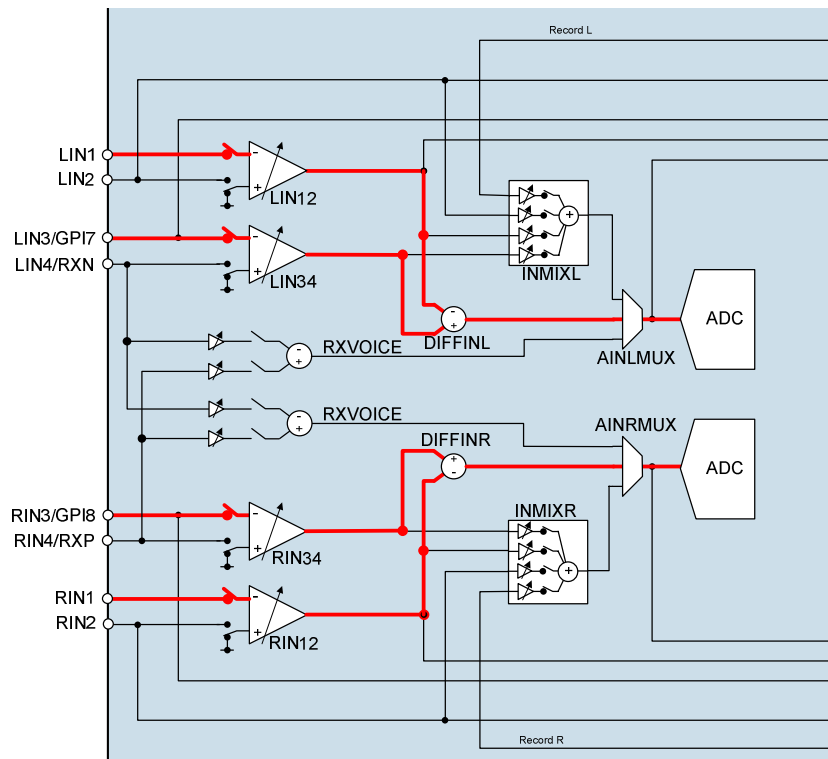 Record L
LIN1
LIN2
- +
LIN12
LIN3/GPI7
LIN4/RXN
- +
LIN34
+
INMIXL
- +
DIFFINL
AINLMUX
ADC
- +
RXVOICE
- +
RXVOICE
AINRMUX
ADC
DIFFINR
+ -
RIN3/GPI8
RIN4/RXP
- +
RIN34
INMIXR
+
RIN1
RIN2
- +
RIN12
Record R